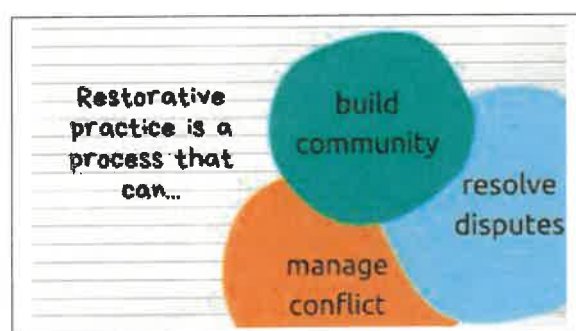 Restorative
practice is a
process that
can...
build
community
resolve
disputes
manage
conflict